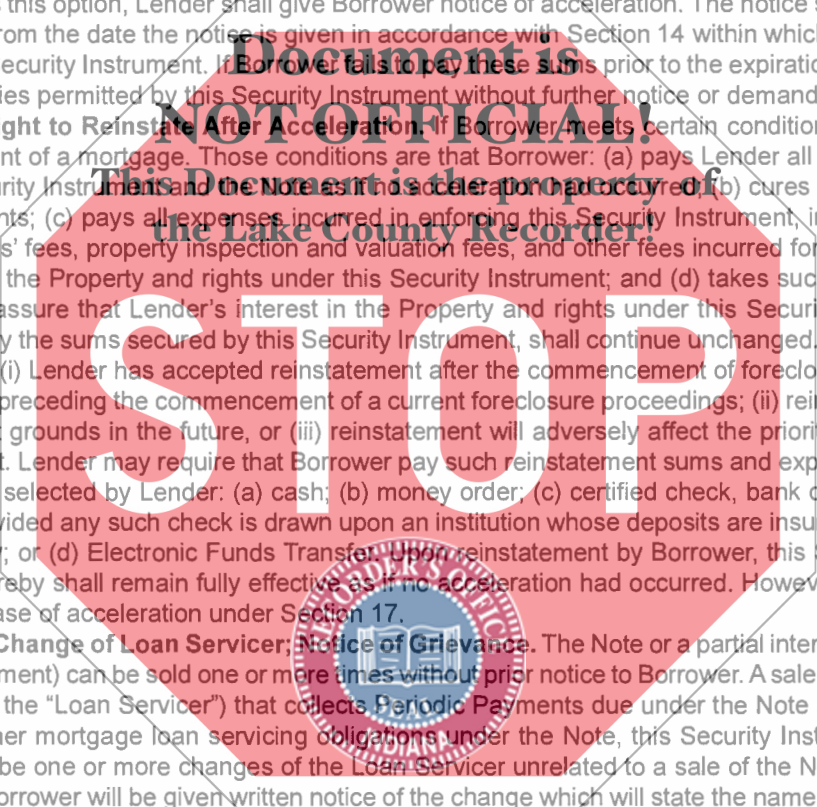 this option, Lender shall give Borrower notice of acceleration. The notice
rom the date the notice is given in accordance with Section 14 within which
ecurity Instrument. If Borrower fails to pay these sums prior to the expiratio
Document is
ies permitted by this Security Instrument without further notice or demand
NOT OFFICIAL!
ght to Reinstate After Acceleration. If Borrower meets certain condition
nt of a mortgage. Those conditions are that Borrower: (a) pays Lender all
This Document is the property of
rity Instrument and the Note as if no acceleration had occurred; (b) cures
nts; (c) pays all expenses incurred in enforcing this Security Instrument, i
the Lake County Recorder!
s' fees, property inspection and valuation fees, and other fees incurred for
the Property and rights under this Security Instrument; and (d) takes suc
assure that Lender's interest in the Property and rights under this Securi
y the sums secured by this Security Instrument, shall continue unchanged.
STOP
(i) Lender has accepted reinstatement after the commencement of foreclo
preceding the commencement of a current foreclosure proceedings; (ii) rei
grounds in the future, or (iii) reinstatement will adversely affect the priori
t. Lender may require that Borrower pay such reinstatement sums and exp
selected by Lender: (a) cash; (b) money order; (c) certified check, bank
vided any such check is drawn upon an institution whose deposits are insu
; or (d) Electronic Funds Transfer. Upon reinstatement by Borrower, this
reby shall remain fully effective as if no acceleration had occurred. Howev
ase of acceleration under Section 17.
RECORDER'S OFFICE
Change of Loan Servicer; Notice of Grievance. The Note or a partial inter
ment) can be sold one or more times without prior notice to Borrower. A sale
the “Loan Servicer”) that collects Periodic Payments due under the Note
INDIANA
er mortgage loan servicing obligations under the Note, this Security Inst
be one or more changes of the Loan Servicer unrelated to a sale of the N
orrower will be given written notice of the change which will state the name